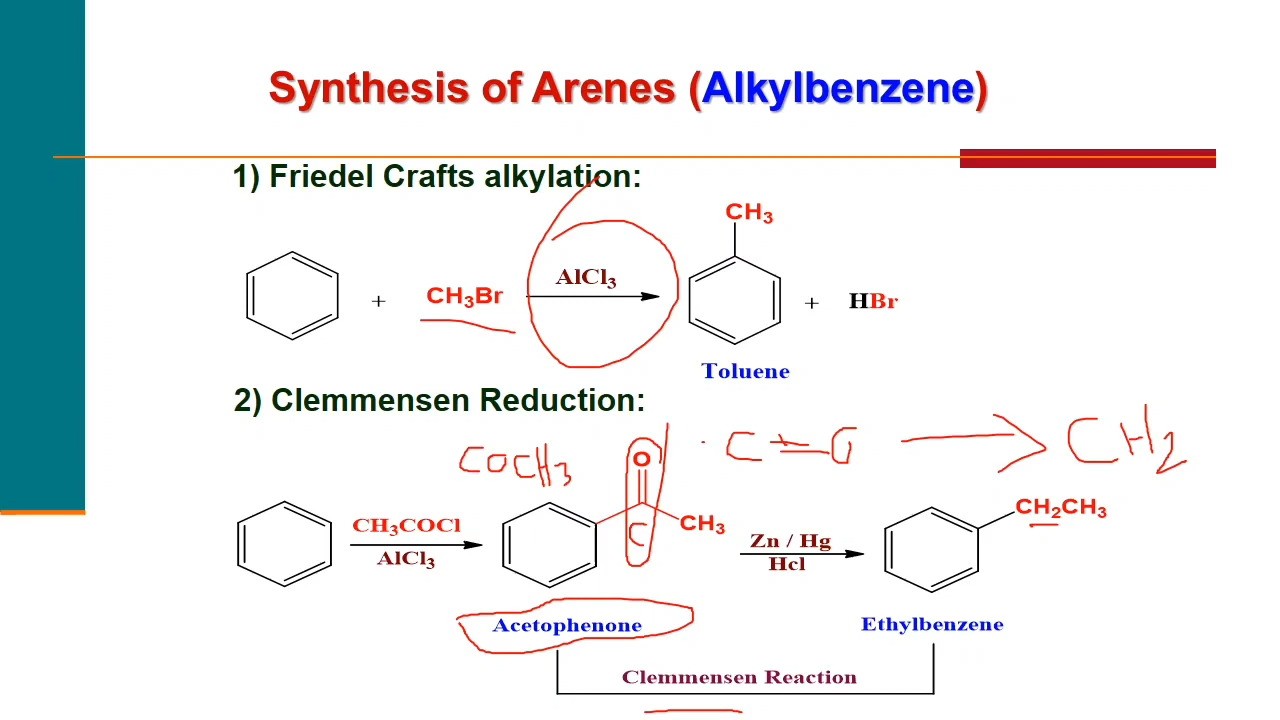 Synthesis of Arenes (Alkylbenzene)
1) Friedel Crafts alkylation:
CH3
+ CH3Br AlCl3 + HBr
Toluene
2) Clemmensen Reduction:
COCH3 O C=O CH2
CH3COCl C CH3 CH2CH3
AlCl3 Zn / Hg
Hcl
Acetophenone Ethylbenzene
Clemmensen Reaction